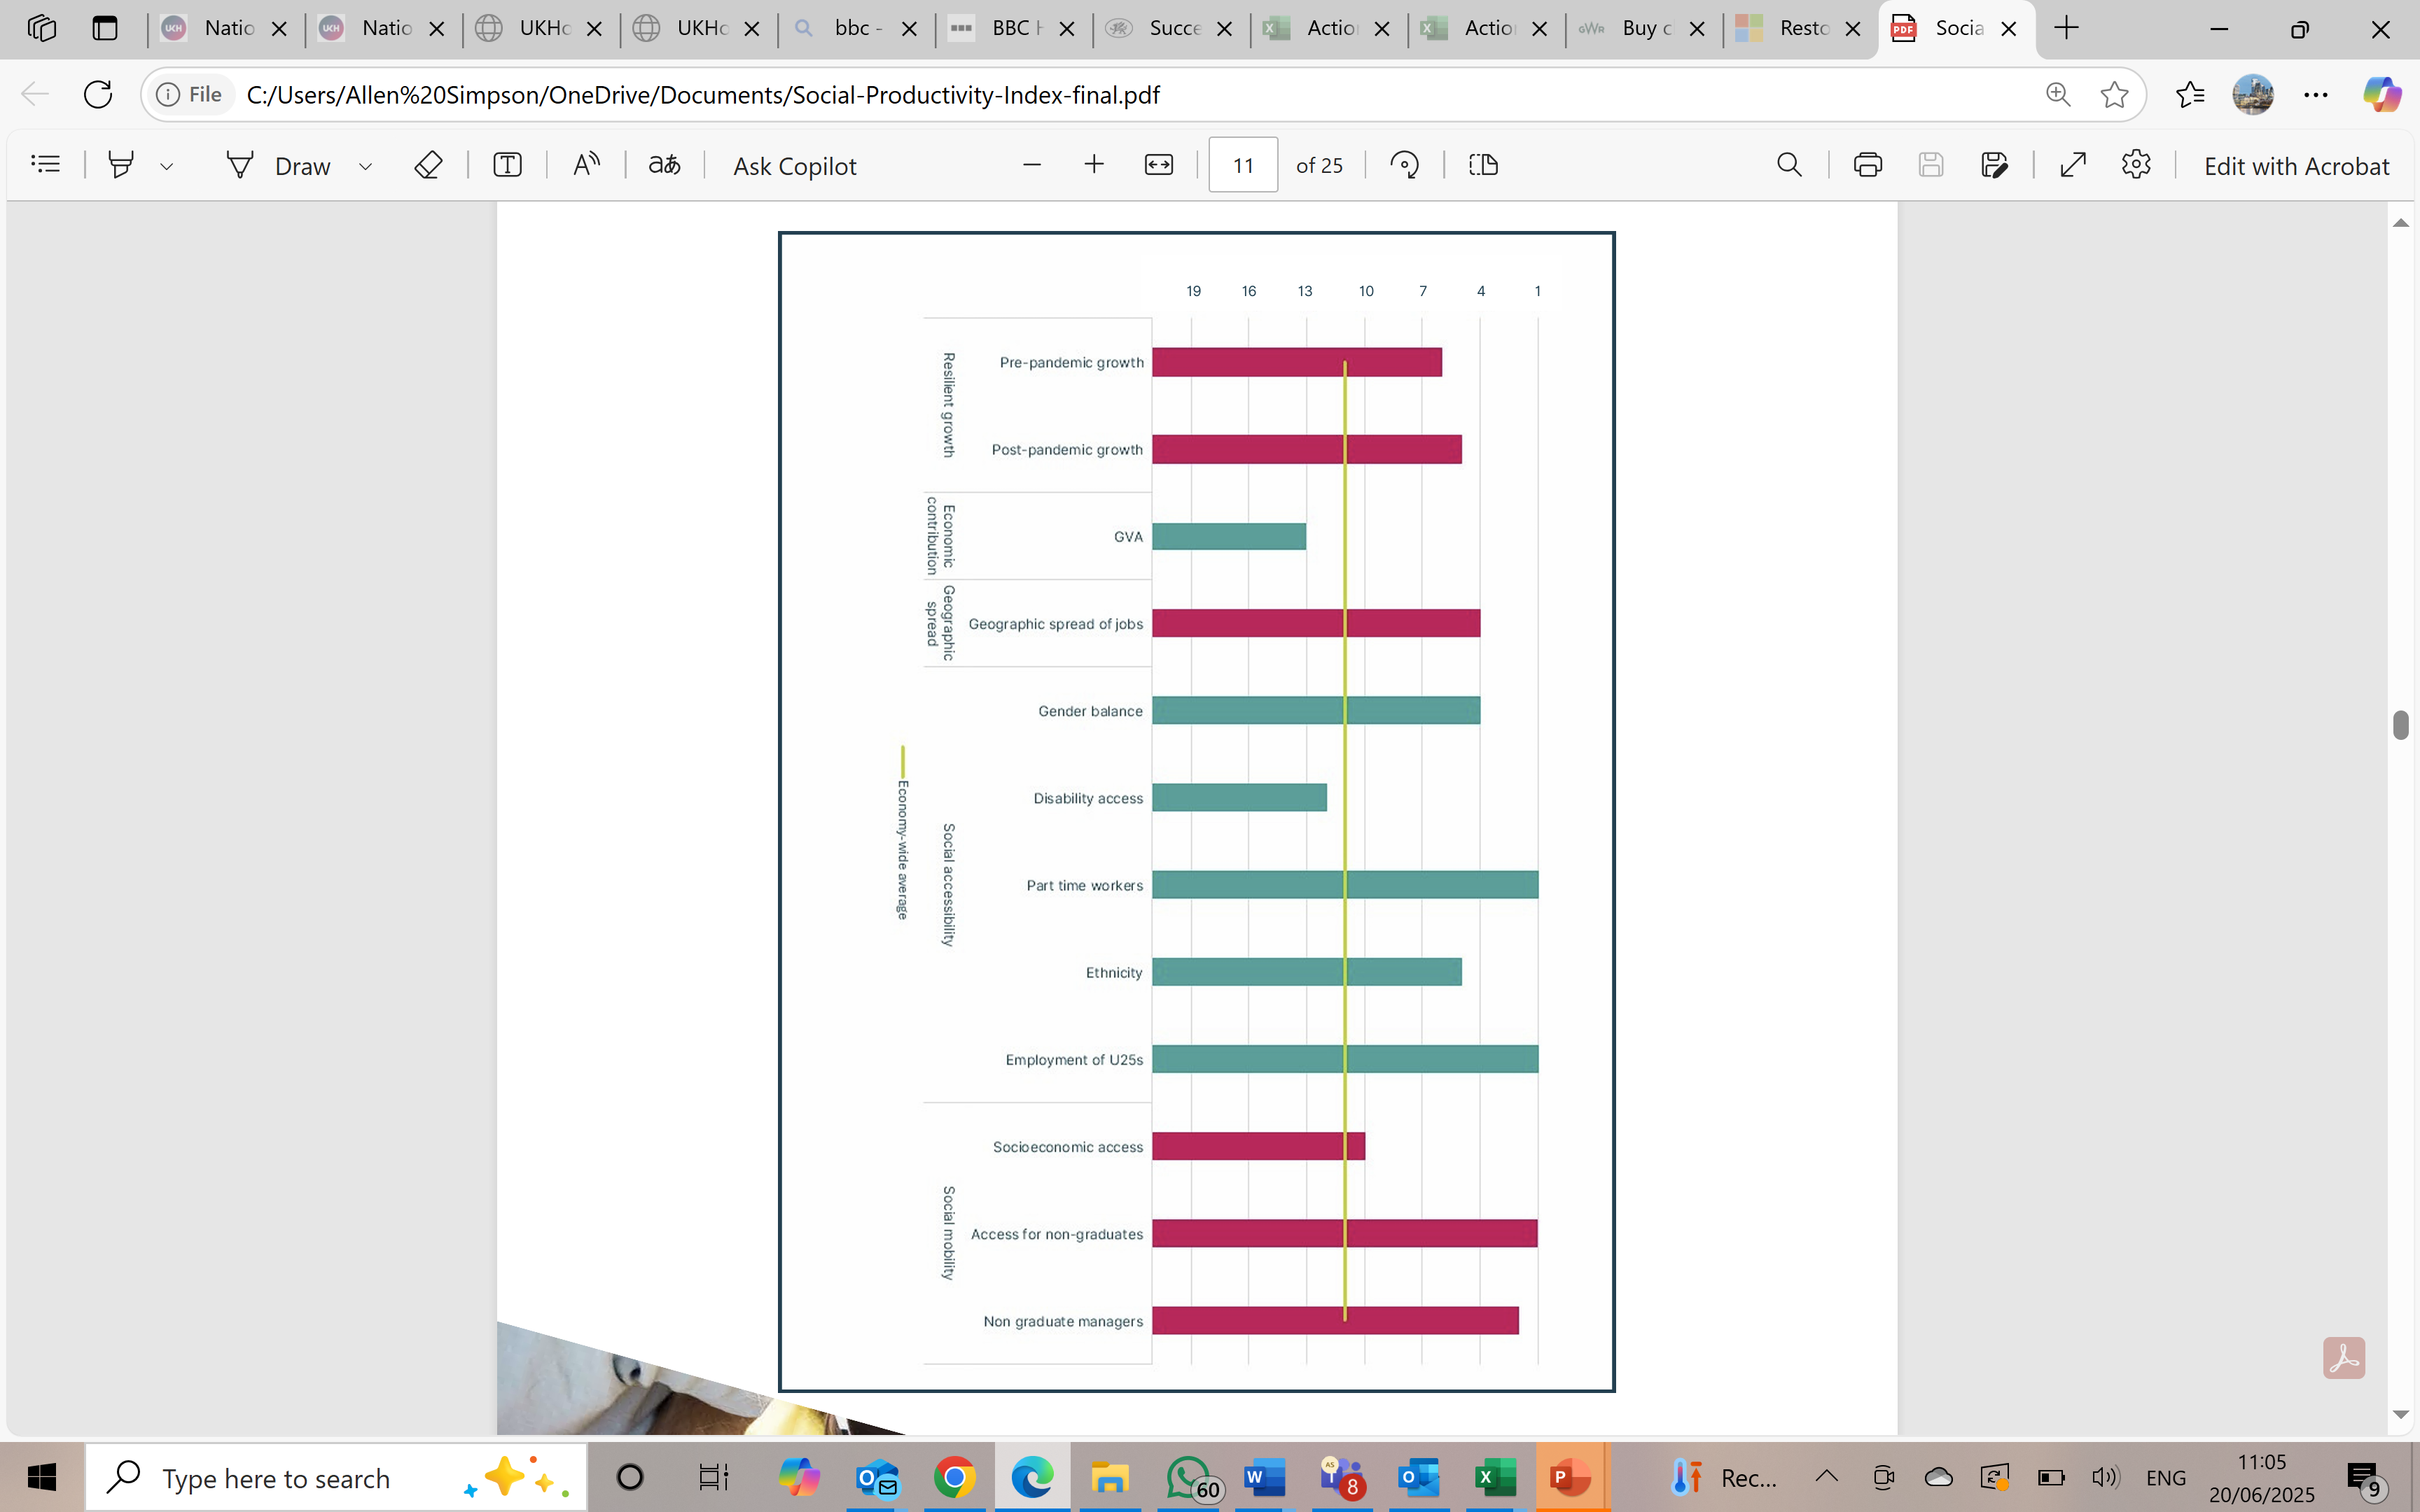 Natio
Natio
UKHo
UKHo
bbc -
BBC H
Succe
Actio
Actio
GWR
Buy c
Resto
PDF
Socia
File
C:/Users/Allen%20Simpson/OneDrive/Documents/Social-Productivity-Index-final.pdf
Draw
Ask Copilot
11
of 25
Edit with Acrobat
19 16 13 10 7 4 1
Resilient growth
Pre-pandemic growth
Post-pandemic growth
Economic
contribution
GVA
Geographic
spread
Geographic spread of jobs
Social accessibility
Gender balance
Disability access
Part time workers
Ethnicity
Employment of U25s
Social mobility
Socioeconomic access
Access for non-graduates
Non graduate managers
Economy-wide average
Type here to search
60
8
Rec...
ENG
11:05
20/06/2025
9